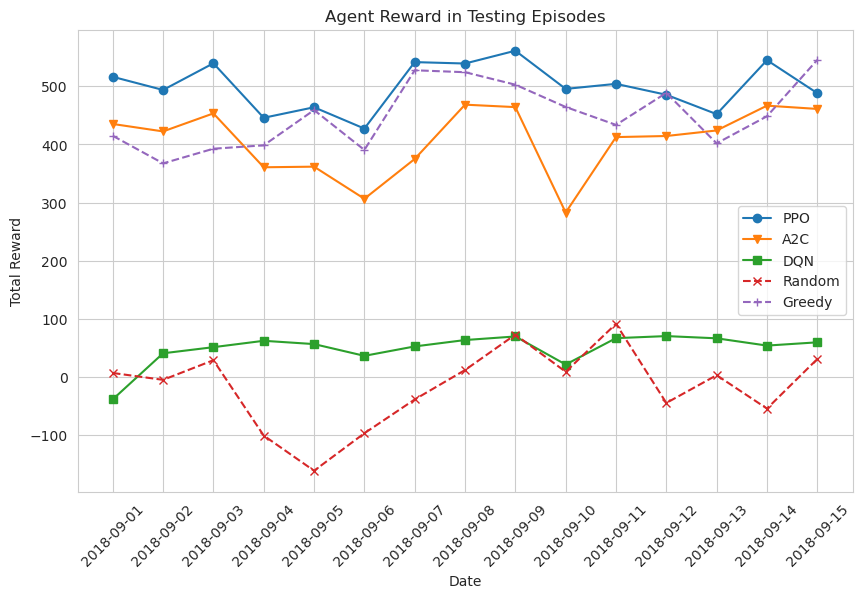 Agent Reward in Testing Episodes
Total Reward
500
400
300
200
100
0
−100
PPO
A2C
DQN
Random
Greedy
2018-09-01
2018-09-02
2018-09-03
2018-09-04
2018-09-05
2018-09-06
2018-09-07
2018-09-08
2018-09-09
2018-09-10
2018-09-11
2018-09-12
2018-09-13
2018-09-14
2018-09-15
Date